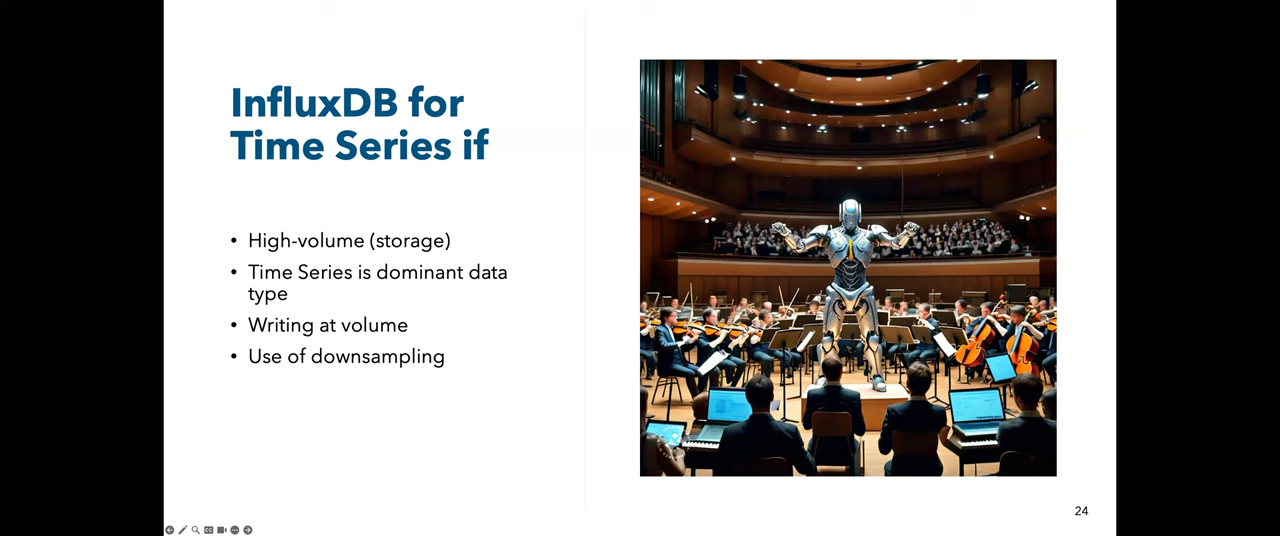 InfluxDB for
Time Series if
• High-volume (storage)
• Time Series is dominant data
type
• Writing at volume
• Use of downsampling
24